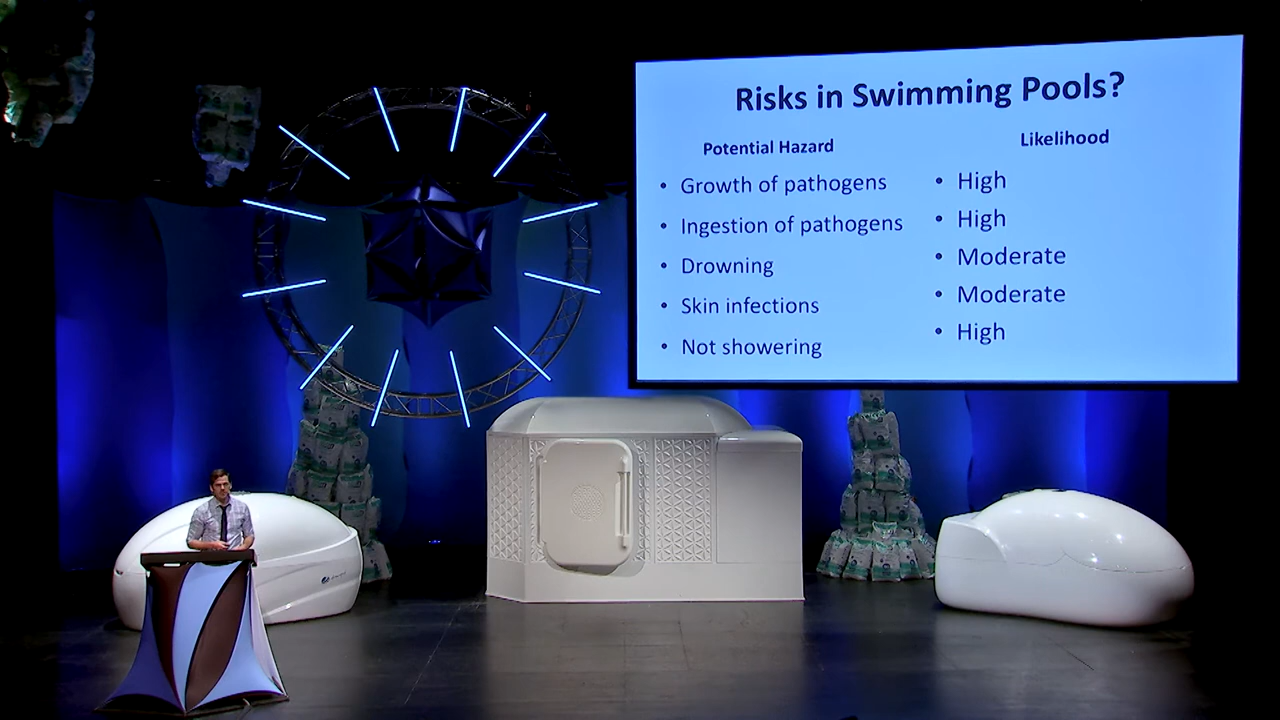 Risks in Swimming Pools?
Potential Hazard
Likelihood
• Growth of pathogens
• High
• Ingestion of pathogens
• High
• Drowning
• Moderate
• Skin infections
• Moderate
• Not showering
• High